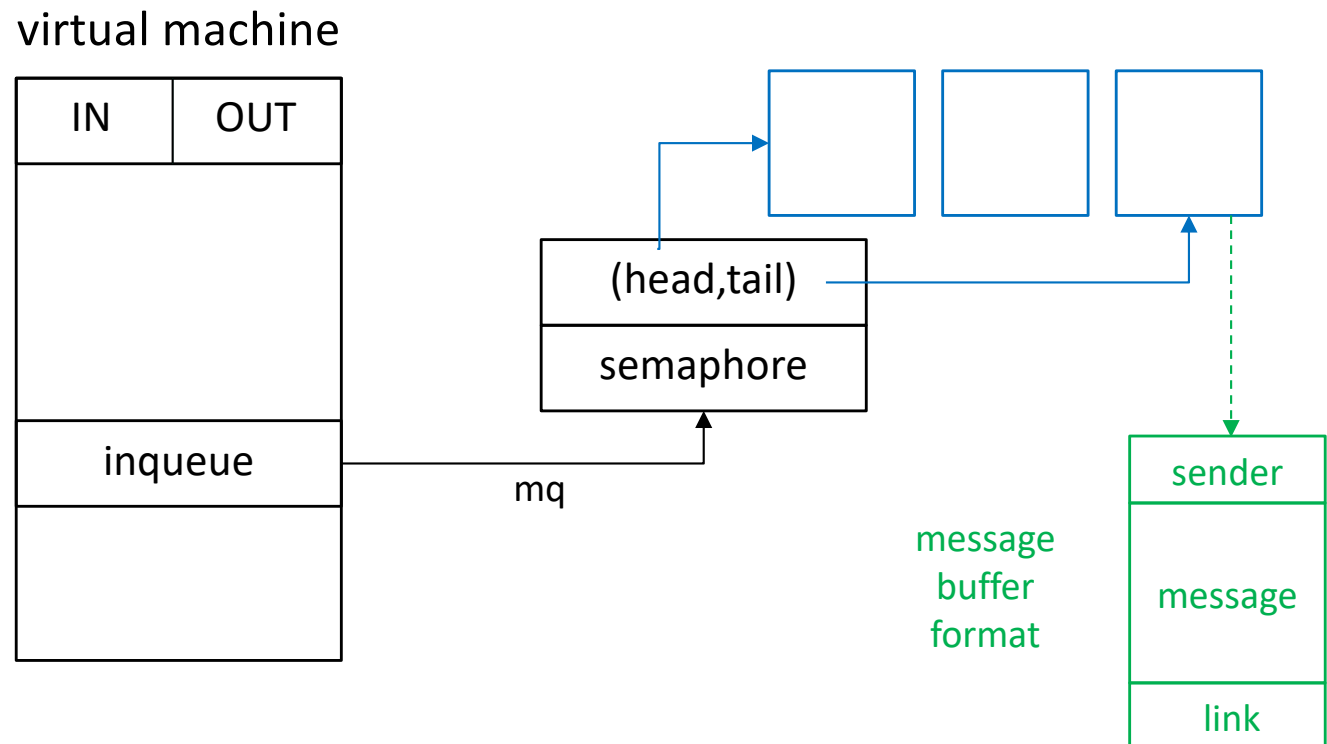 virtual machine
IN
OUT
(head,tail)
semaphore
inqueue
mq
sender
message
buffer
format
message
link